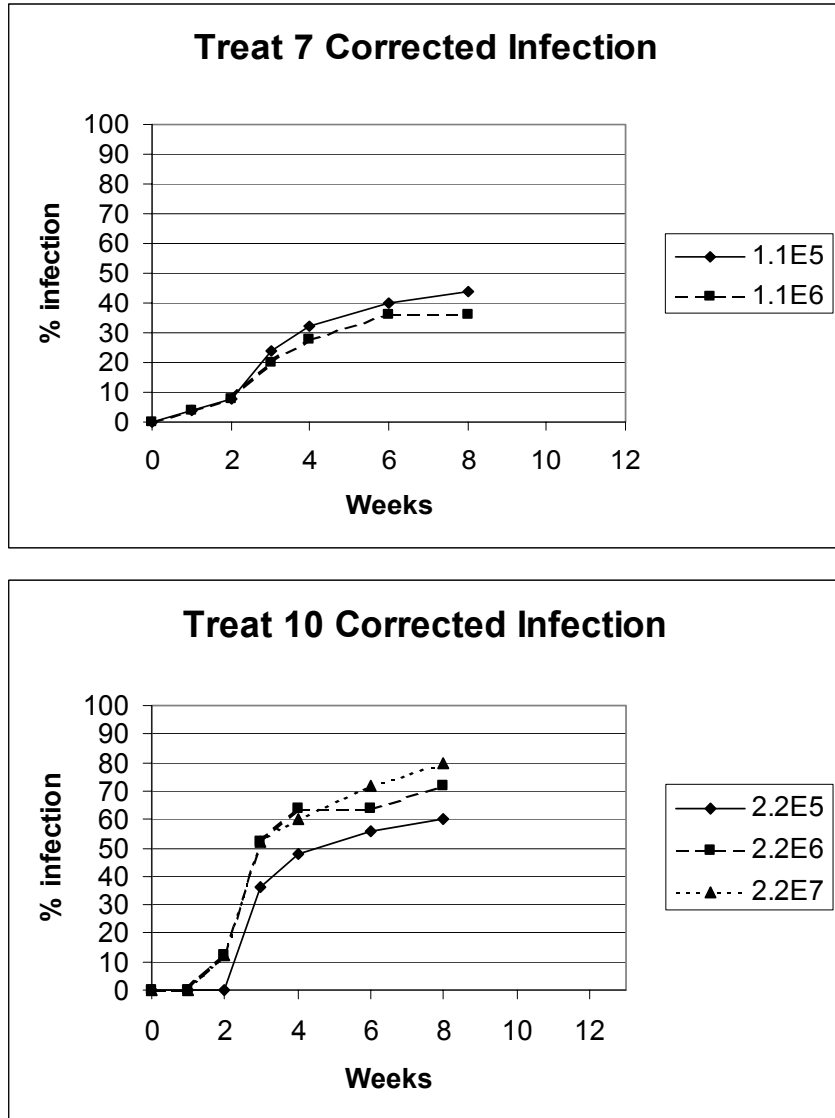 Treat 7 Corrected Infection
100
90
80
70
60
50
40
30
20
10
0
% infection
0 2 4 6 8 10 12
Weeks
1.1E5
1.1E6
Treat 10 Corrected Infection
100
90
80
70
60
50
40
30
20
10
0
% infection
0 2 4 6 8 10 12
Weeks
2.2E5
2.2E6
2.2E7